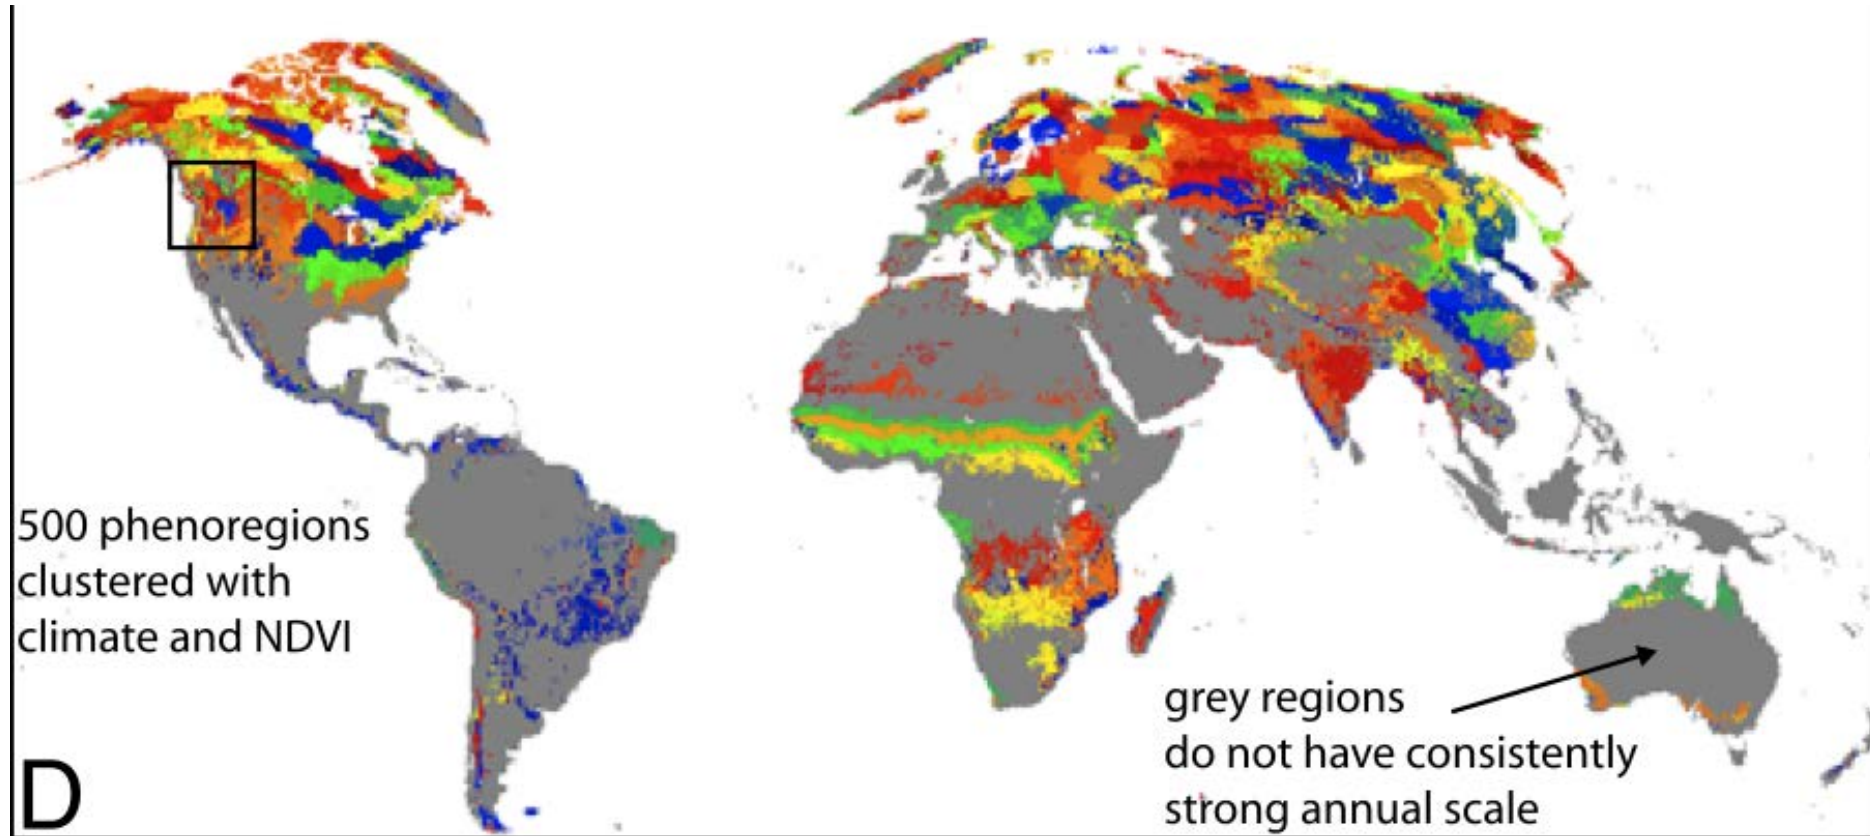 500 phenoregions
clustered with
climate and NDVI
grey regions
do not have consistently
strong annual scale
D